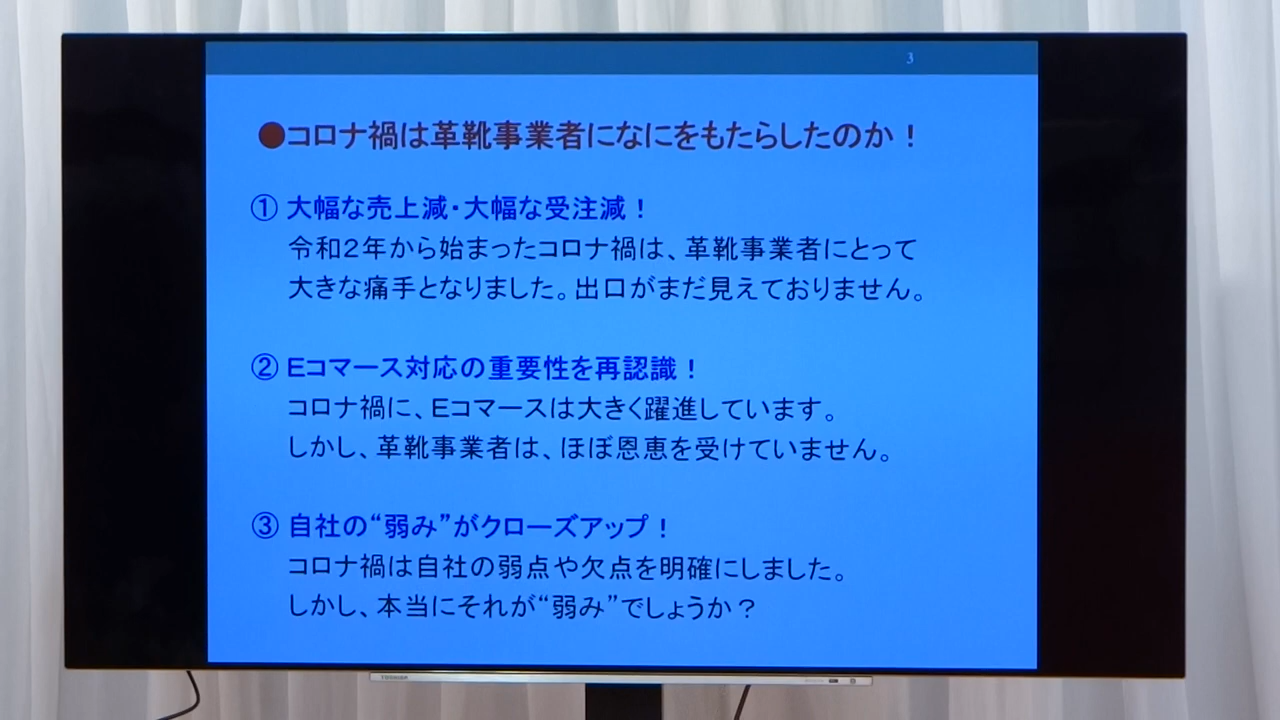 3
●コロナ禍は革靴事業者になにをもたらしたのか！
① 大幅な売上減・大幅な受注減！
令和２年から始まったコロナ禍は、革靴事業者にとって
大きな痛手となりました。出口がまだ見えておりません。
② Eコマース対応の重要性を再認識！
コロナ禍に、Eコマースは大きく躍進しています。
しかし、革靴事業者は、ほぼ恩恵を受けていません。
③ 自社の“弱み”がクローズアップ！
コロナ禍は自社の弱点や欠点を明確にしました。
しかし、本当にそれが“弱み”でしょうか？
TOSHIBA